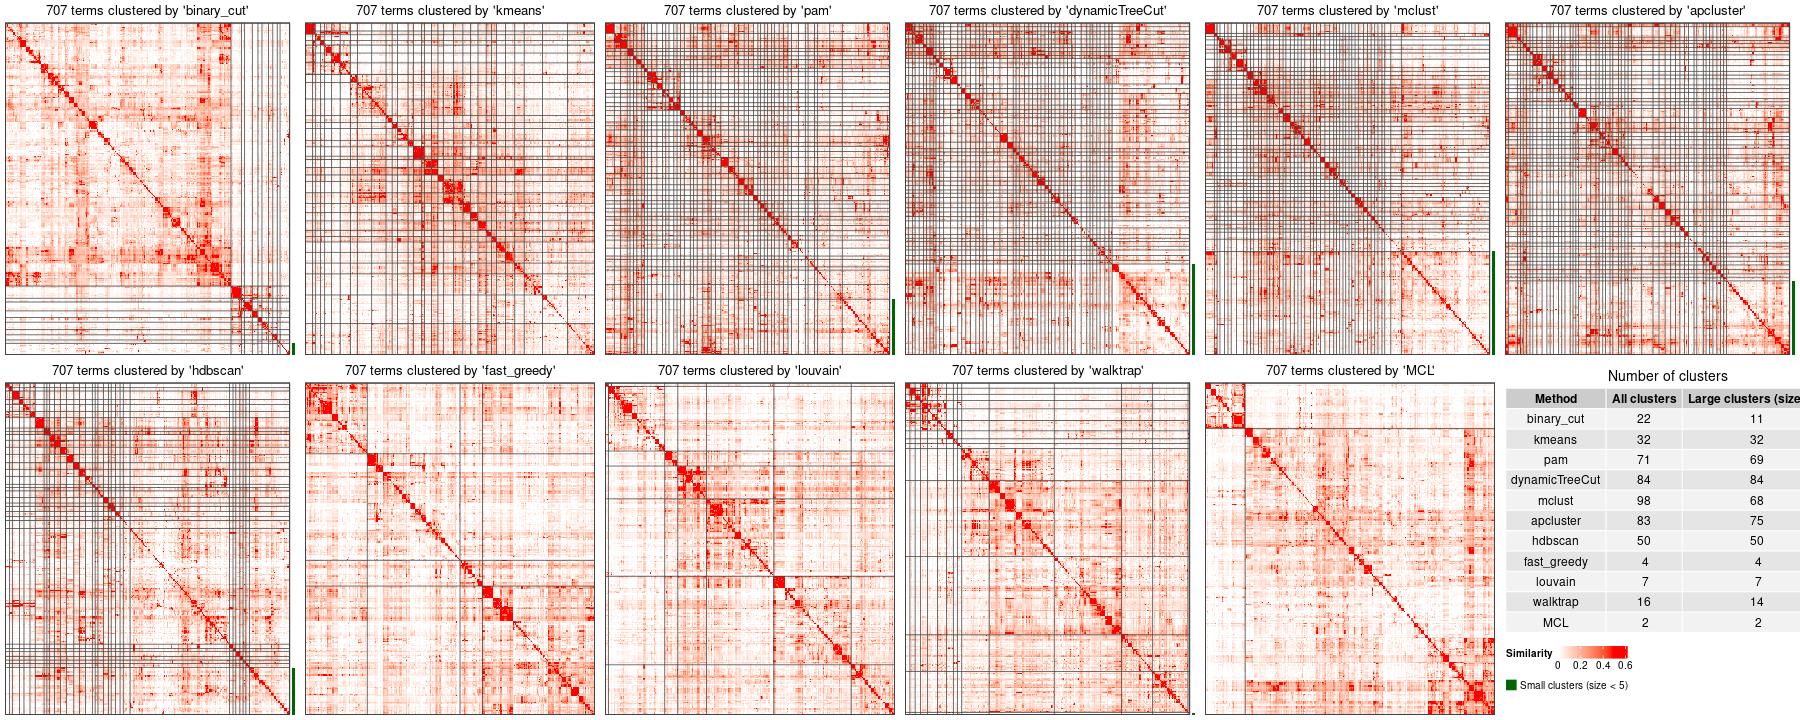 707 terms clustered by 'binary_cut'
707 terms clustered by 'kmeans'
707 terms clustered by 'pam'
707 terms clustered by 'dynamicTreeCut'
707 terms clustered by 'mclust'
707 terms clustered by 'apcluster'
707 terms clustered by 'hdbscan'
707 terms clustered by 'fast_greedy'
707 terms clustered by 'louvain'
707 terms clustered by 'walktrap'
707 terms clustered by 'MCL'
Number of clusters
Method All clusters Large clusters (size
binary_cut 22 11
kmeans 32 32
pam 71 69
dynamicTreeCut 84 84
mclust 98 68
apcluster 83 75
hdbscan 50 50
fast_greedy 4 4
louvain 7 7
walktrap 16 14
MCL 2 2
Similarity
0 0.2 0.4 0.6
Small clusters (size < 5)